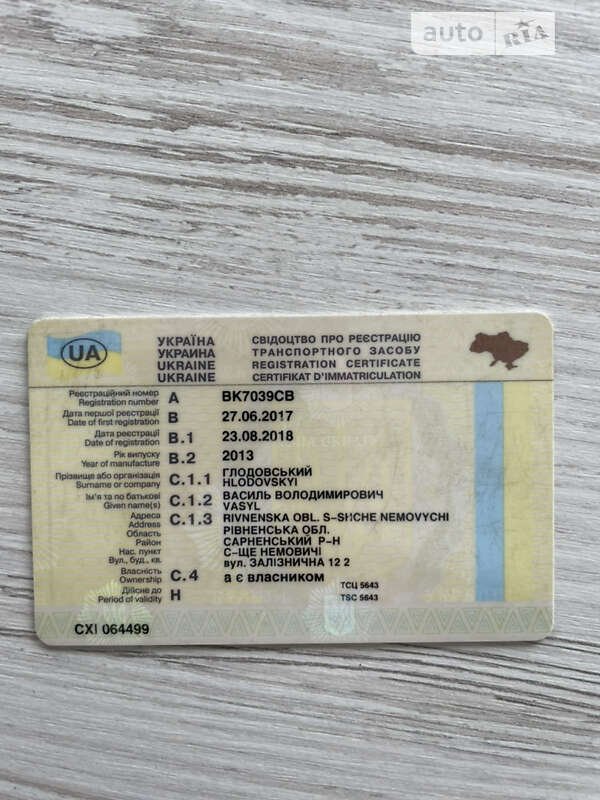 auto RIA
UA
УКРАЇНА
УКРАИНА
UKRAINE
UKRAINE
СВІДОЦТВО ПРО РЕЄСТРАЦІЮ
ТРАНСПОРТНОГО ЗАСОБУ
REGISTRATION CERTIFICATE
CERTIFIKAT D'IMMATRICULATION
Реєстраційний номер
Registration number A BK7039CB
Дата першої реєстрації
Date of first registration B 27.06.2017
Дата реєстрації
Date of registration B.1 23.08.2018
Рік випуску
Year of manufacture B.2 2013
Прізвище або організація
Surname or company C.1.1 ГЛОДОВСЬКИЙ
HLODOVSKYI
Ім'я та по батькові
Given name(s) C.1.2 ВАСИЛЬ ВОЛОДИМИРОВИЧ
VASYL
Адреса
Address C.1.3 RIVNENSKA OBL. S-SHCHE NEMOVYCHI
Область РІВНЕНСЬКА ОБЛ.
Район САРНЕНСЬКИЙ Р-Н
Нас. пункт С-ЩЕ НЕМОВИЧІ
Вул., буд., кв. вул. ЗАЛІЗНИЧНА 12 2
Власність
Ownership C.4 а є власником
ТСЦ 5643
Дійсне до
Period of validity H TSC 5643
СХІ 064499